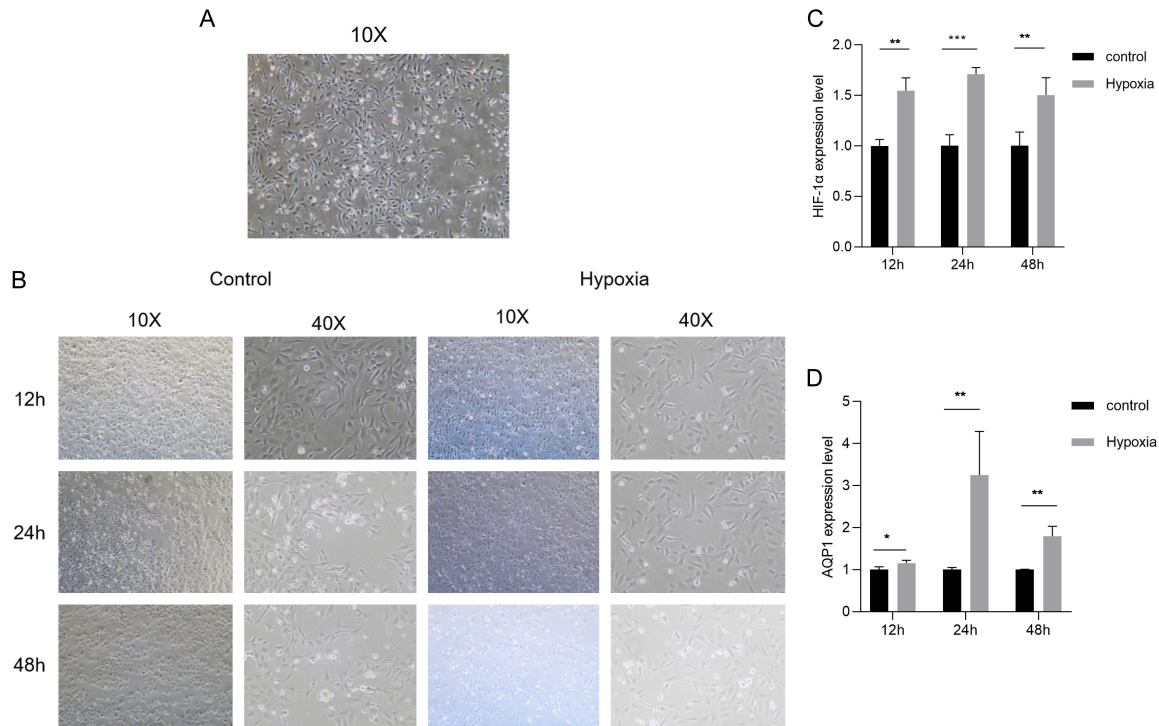 A
10X
B
Control
Hypoxia
10X
40X
10X
40X
12h
24h
48h
C
HIF-1α expression level
2.0
1.5
1.0
0.5
0.0
**
***
**
12h
24h
48h
control
Hypoxia
D
AQP1 expression level
5
4
3
2
1
0
*
**
**
12h
24h
48h
control
Hypoxia